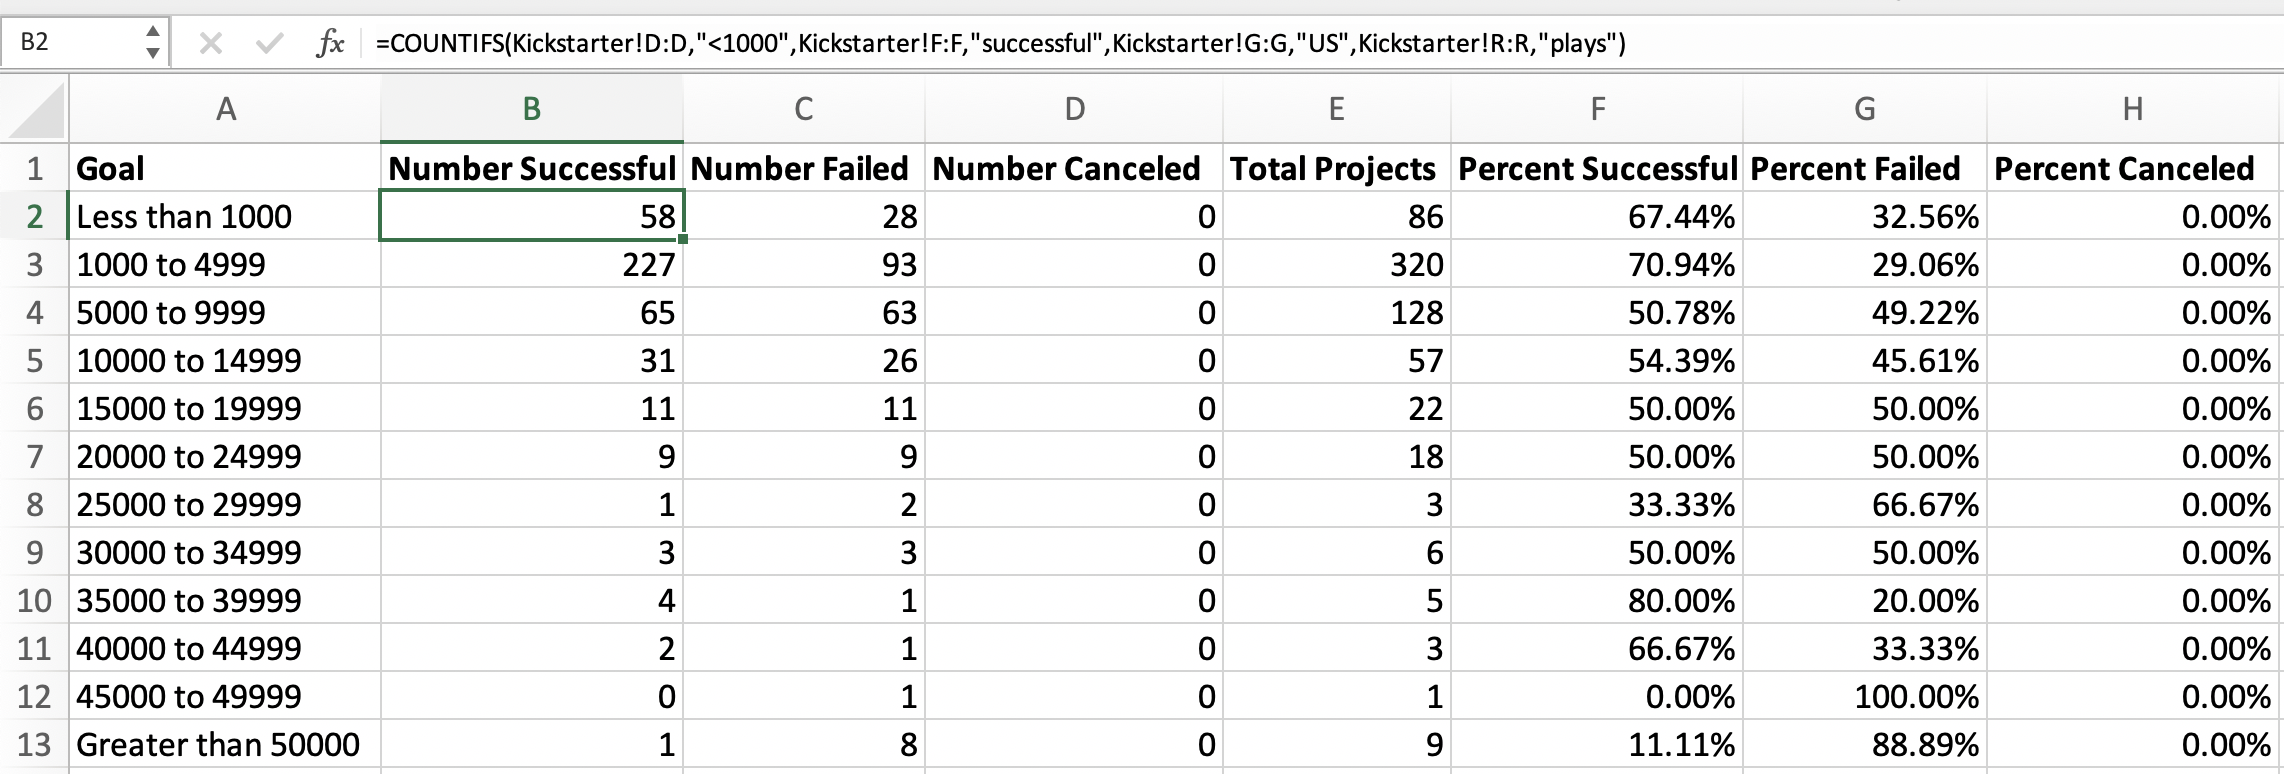 B2 fx =COUNTIFS(Kickstarter!D:D,"<1000",Kickstarter!F:F,"successful",Kickstarter!G:G,"US",Kickstarter!R:R,"plays")
A B C D E F G H
1 Goal Number Successful Number Failed Number Canceled Total Projects Percent Successful Percent Failed Percent Canceled
2 Less than 1000 58 28 0 86 67.44% 32.56% 0.00%
3 1000 to 4999 227 93 0 320 70.94% 29.06% 0.00%
4 5000 to 9999 65 63 0 128 50.78% 49.22% 0.00%
5 10000 to 14999 31 26 0 57 54.39% 45.61% 0.00%
6 15000 to 19999 11 11 0 22 50.00% 50.00% 0.00%
7 20000 to 24999 9 9 0 18 50.00% 50.00% 0.00%
8 25000 to 29999 1 2 0 3 33.33% 66.67% 0.00%
9 30000 to 34999 3 3 0 6 50.00% 50.00% 0.00%
10 35000 to 39999 4 1 0 5 80.00% 20.00% 0.00%
11 40000 to 44999 2 1 0 3 66.67% 33.33% 0.00%
12 45000 to 49999 0 1 0 1 0.00% 100.00% 0.00%
13 Greater than 50000 1 8 0 9 11.11% 88.89% 0.00%